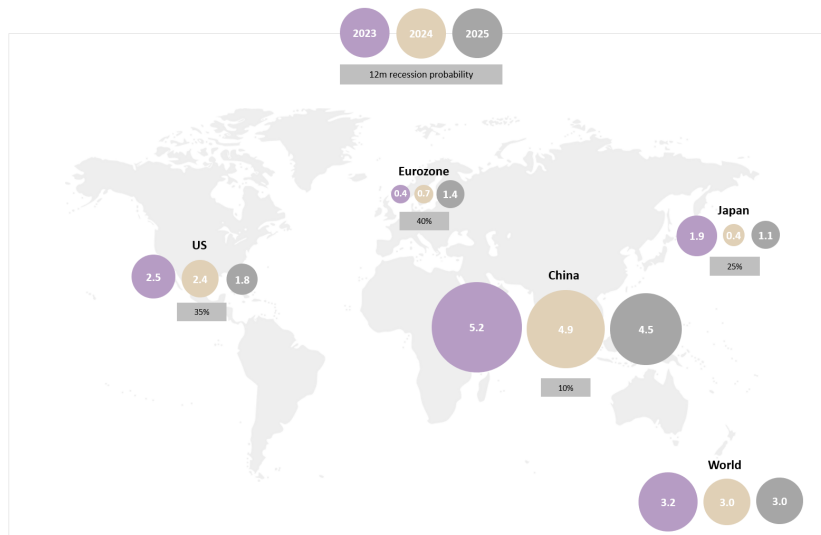 2023 2024 2025
12m recession probability
Eurozone
0.4 0.7 1.4
40%
Japan
1.9 0.4 1.1
25%
US
2.5 2.4 1.8
35%
China
5.2 4.9 4.5
10%
World
3.2 3.0 3.0